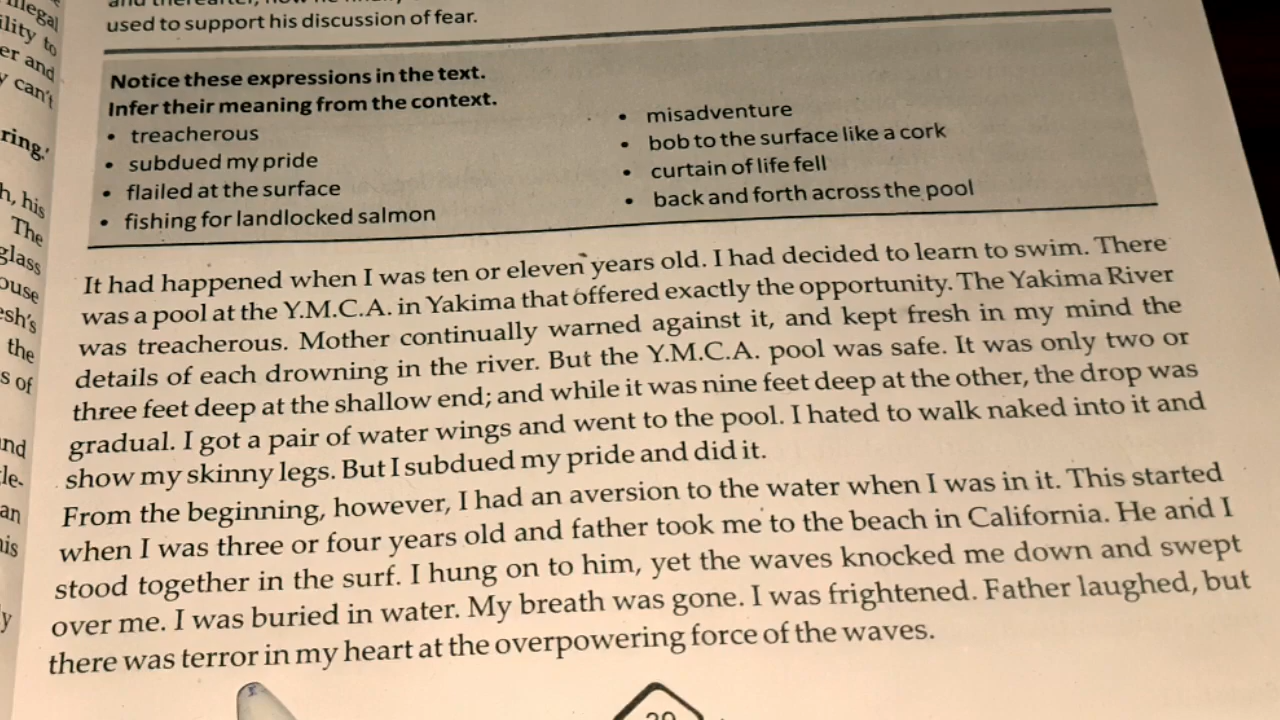 used to support his discussion of fear.
Notice these expressions in the text.
Infer their meaning from the context.
• treacherous
• subdued my pride
• flailed at the surface
• fishing for landlocked salmon
• misadventure
• bob to the surface like a cork
• curtain of life fell
• back and forth across the pool
It had happened when I was ten or eleven years old. I had decided to learn to swim. There
was a pool at the Y.M.C.A. in Yakima that offered exactly the opportunity. The Yakima River
was treacherous. Mother continually warned against it, and kept fresh in my mind the
details of each drowning in the river. But the Y.M.C.A. pool was safe. It was only two or
three feet deep at the shallow end; and while it was nine feet deep at the other, the drop was
gradual. I got a pair of water wings and went to the pool. I hated to walk naked into it and
show my skinny legs. But I subdued my pride and did it.
From the beginning, however, I had an aversion to the water when I was in it. This started
when I was three or four years old and father took me to the beach in California. He and I
stood together in the surf. I hung on to him, yet the waves knocked me down and swept
over me. I was buried in water. My breath was gone. I was frightened. Father laughed, but
there was terror in my heart at the overpowering force of the waves.